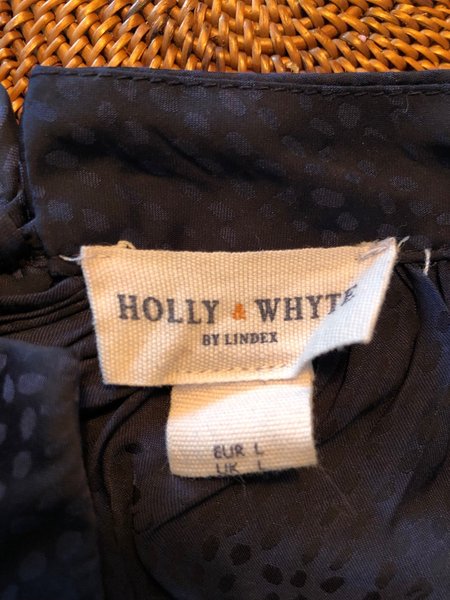 HOLLY & WHYTE
BY LINDEX
EUR L
UK L